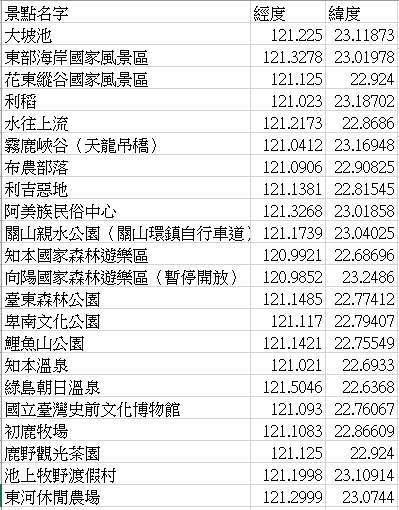 景點名字 經度 緯度
大坡池 121.225 23.11873
東部海岸國家風景區 121.3278 23.01978
花東縱谷國家風景區 121.125 22.924
利稻 121.023 23.18702
水往上流 121.2173 22.8686
霧鹿峽谷（天龍吊橋） 121.0412 23.16948
布農部落 121.0906 22.90825
利吉惡地 121.1381 22.81545
阿美族民俗中心 121.3268 23.01858
關山親水公園（關山環鎮自行車道） 121.1739 23.04025
知本國家森林遊樂區 120.9921 22.68696
向陽國家森林遊樂區（暫停開放） 120.9852 23.2486
臺東森林公園 121.1485 22.77412
卑南文化公園 121.117 22.79407
鯉魚山公園 121.1421 22.75549
知本溫泉 121.021 22.6933
綠島朝日溫泉 121.5046 22.6368
國立臺灣史前文化博物館 121.093 22.76067
初鹿牧場 121.1083 22.86609
鹿野觀光茶園 121.125 22.924
池上牧野渡假村 121.1998 23.10914
東河休閒農場 121.2999 23.0744